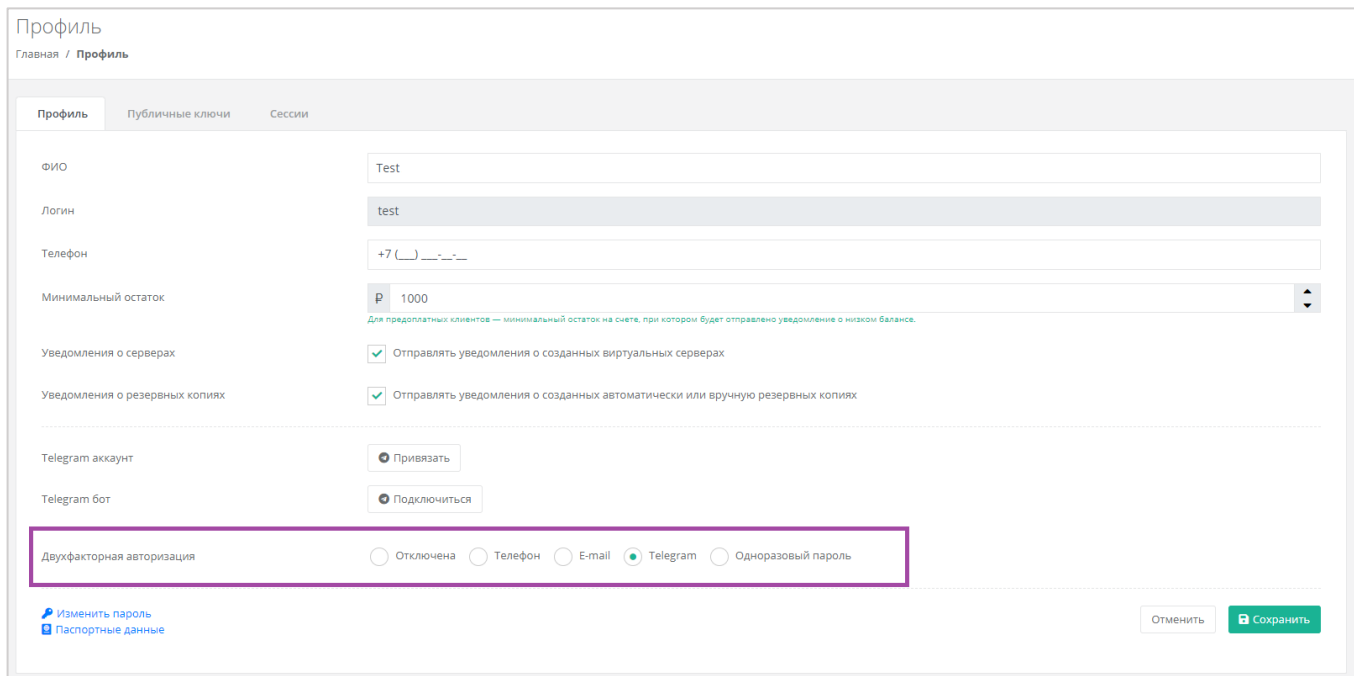 Профиль
Главная / Профиль
Профиль Публичные ключи Сессии
ФИО Test
Логин test
Телефон +7 (___) ___-__-__
Минимальный остаток ₽ 1000
Для предоплатных клиентов — минимальный остаток на счете, при котором будет отправлено уведомление о низком балансе.
Уведомления о серверах Отправлять уведомления о созданных виртуальных серверах
Уведомления о резервных копиях Отправлять уведомления о созданных автоматически или вручную резервных копиях
Telegram аккаунт Привязать
Telegram бот Подключиться
Двухфакторная авторизация Отключена Телефон E-mail Telegram Одноразовый пароль
Изменить пароль
Паспортные данные
Отменить Сохранить